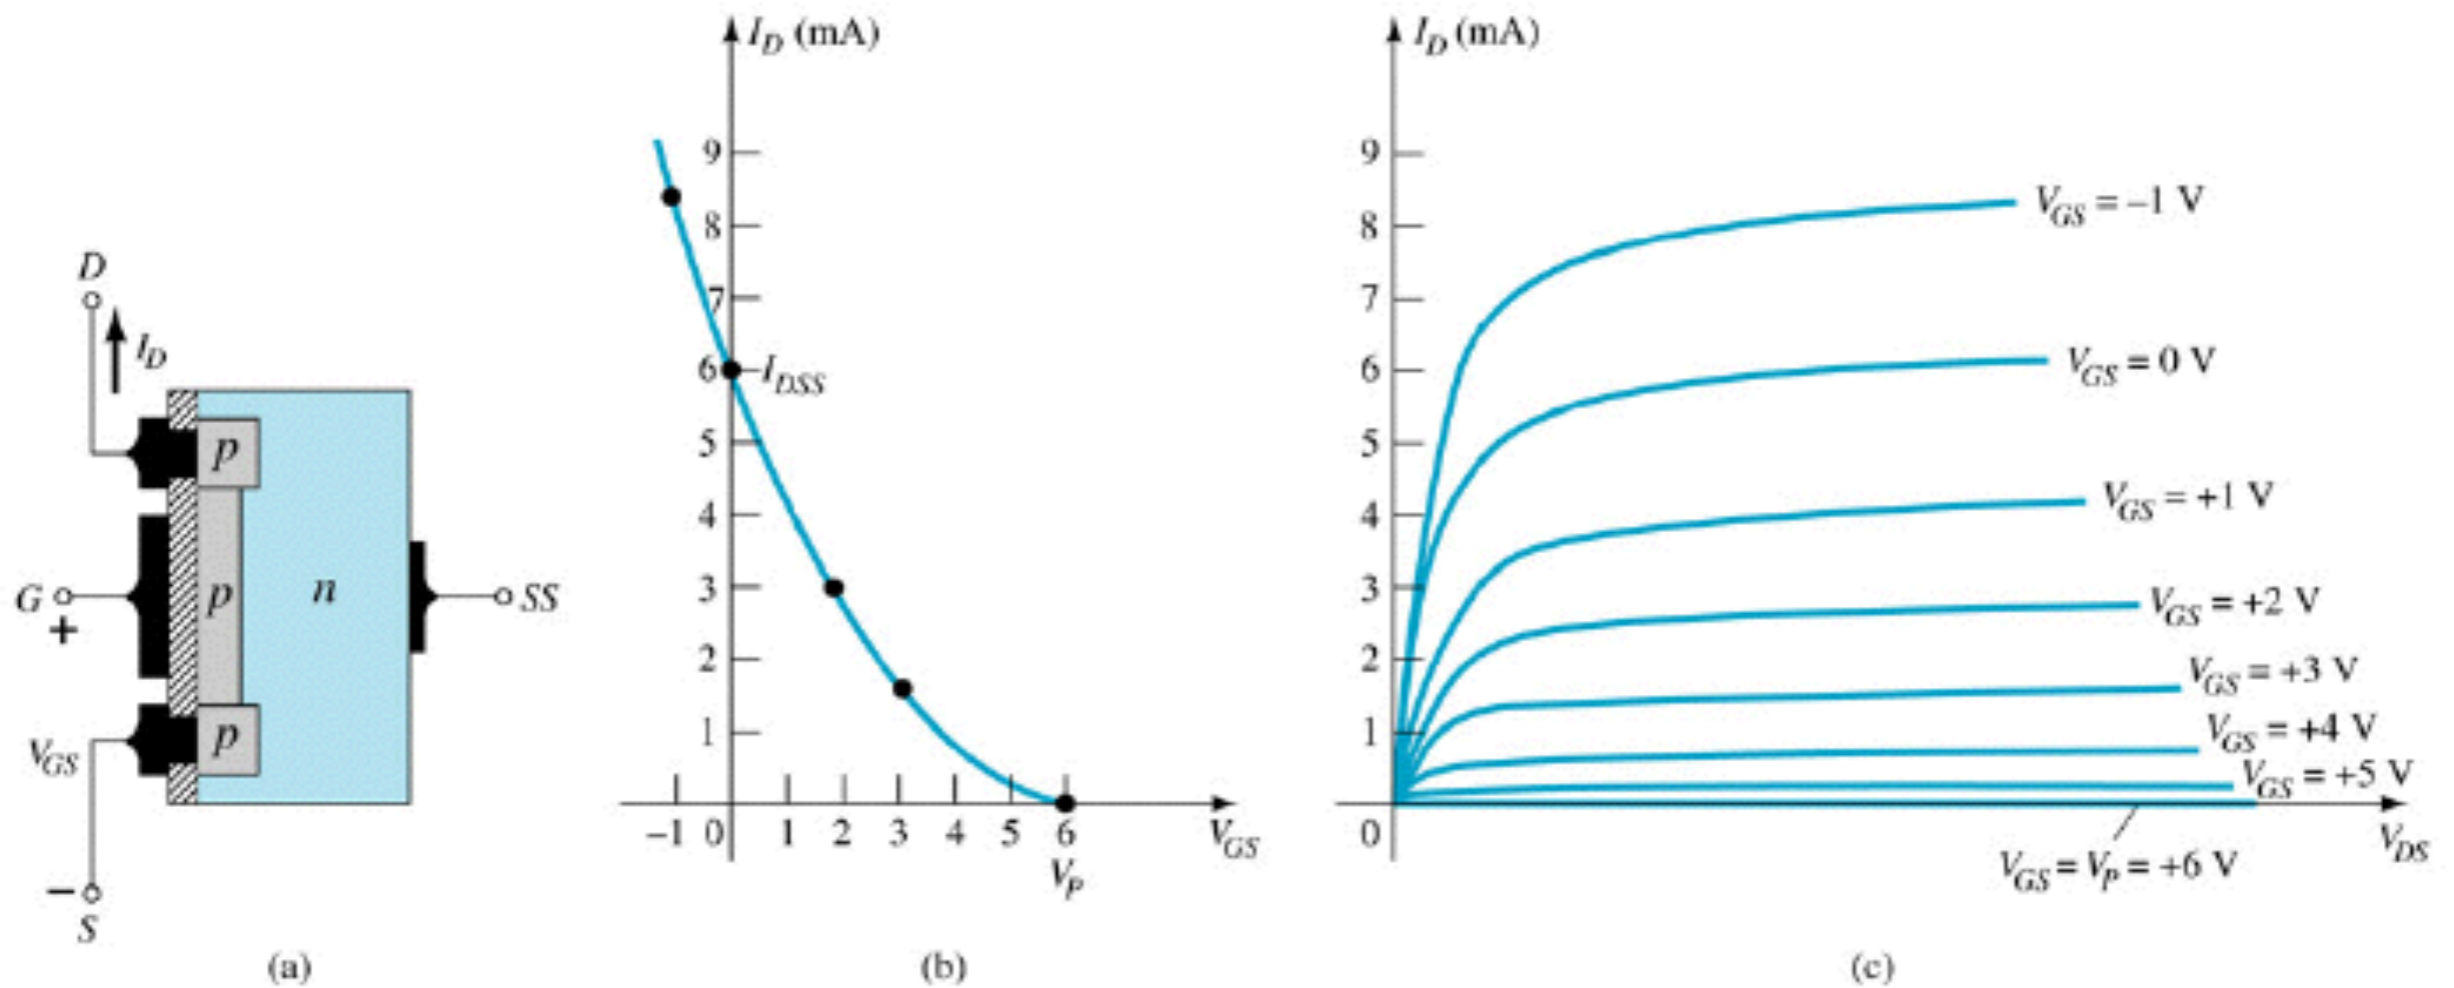 D
I_D
p
G
+
p
n
SS
p
V_GS
−
S
(a)
I_D (mA)
9
8
7
6
I_DSS
5
4
3
2
1
−1 0 1 2 3 4 5 6 V_GS
V_P
(b)
I_D (mA)
9
8
7
6
5
4
3
2
1
0
V_GS = −1 V
V_GS = 0 V
V_GS = +1 V
V_GS = +2 V
V_GS = +3 V
V_GS = +4 V
V_GS = +5 V
V_DS
V_GS = V_P = +6 V
(c)